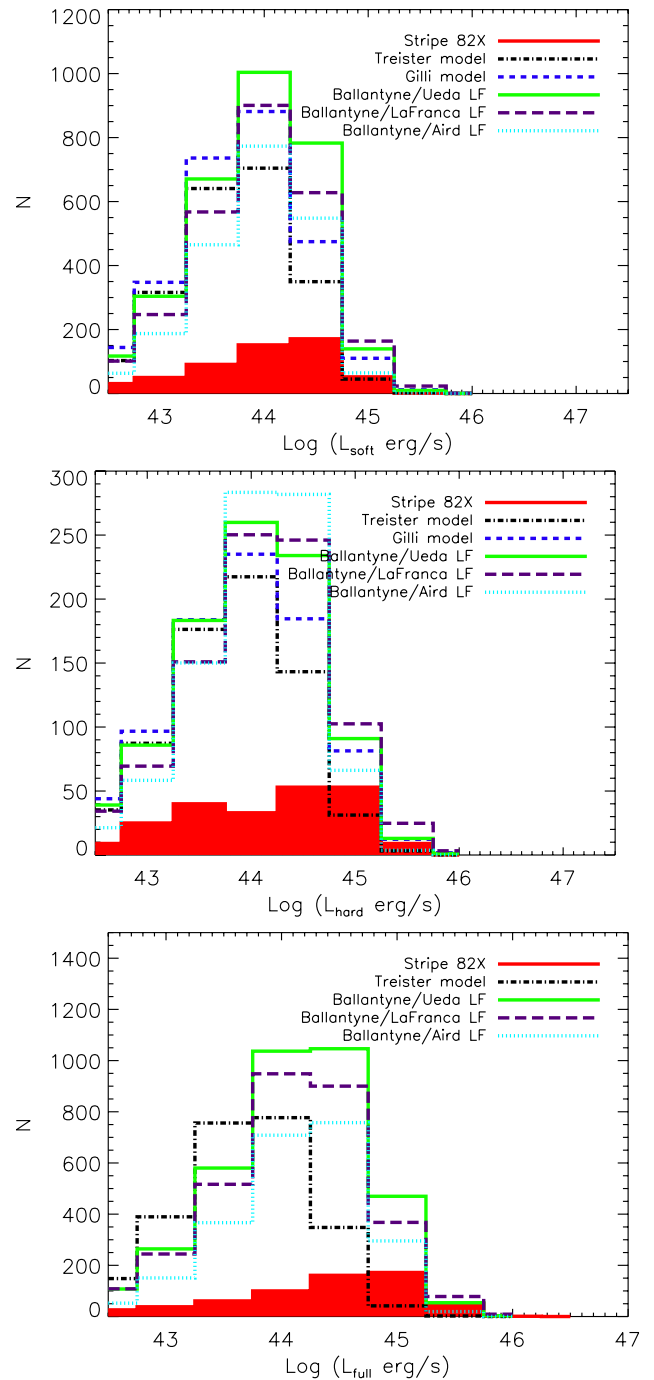 1200
1000
800
600
400
200
0
N
Stripe 82X
Treister model
Gilli model
Ballantyne/Ueda LF
Ballantyne/LaFranca LF
Ballantyne/Aird LF
43 44 45 46 47
Log (Lsoft erg/s)
300
250
200
150
100
50
0
N
Stripe 82X
Treister model
Gilli model
Ballantyne/Ueda LF
Ballantyne/LaFranca LF
Ballantyne/Aird LF
43 44 45 46 47
Log (Lhard erg/s)
1400
1200
1000
800
600
400
200
0
N
Stripe 82X
Treister model
Ballantyne/Ueda LF
Ballantyne/LaFranca LF
Ballantyne/Aird LF
43 44 45 46 47
Log (Lfull erg/s)